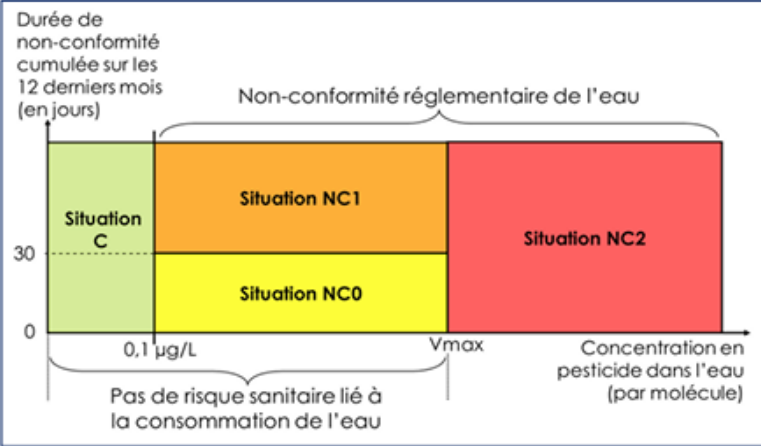 Durée de
non-conformité
cumulée sur les
12 derniers mois
(en jours)
Non-conformité réglementaire de l'eau
Situation
C
Situation NC1
Situation NC2
30
Situation NC0
0
0,1 µg/L
Vmax
Concentration en
pesticide dans l'eau
(par molécule)
Pas de risque sanitaire lié à
la consommation de l'eau